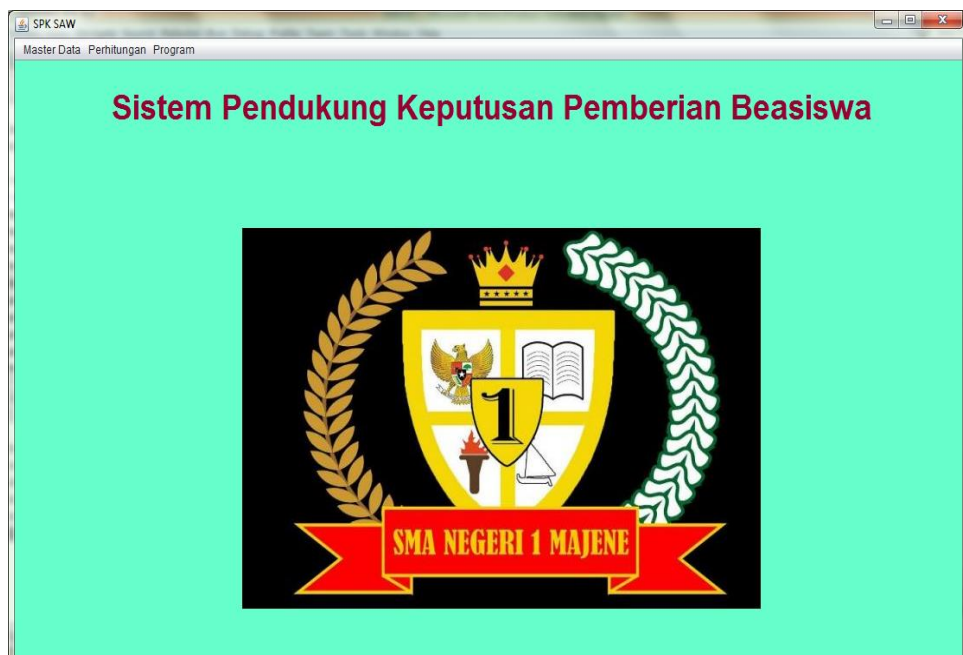 SPK SAW
Master Data Perhitungan Program
Sistem Pendukung Keputusan Pemberian Beasiswa
1
SMA NEGERI 1 MAJENE